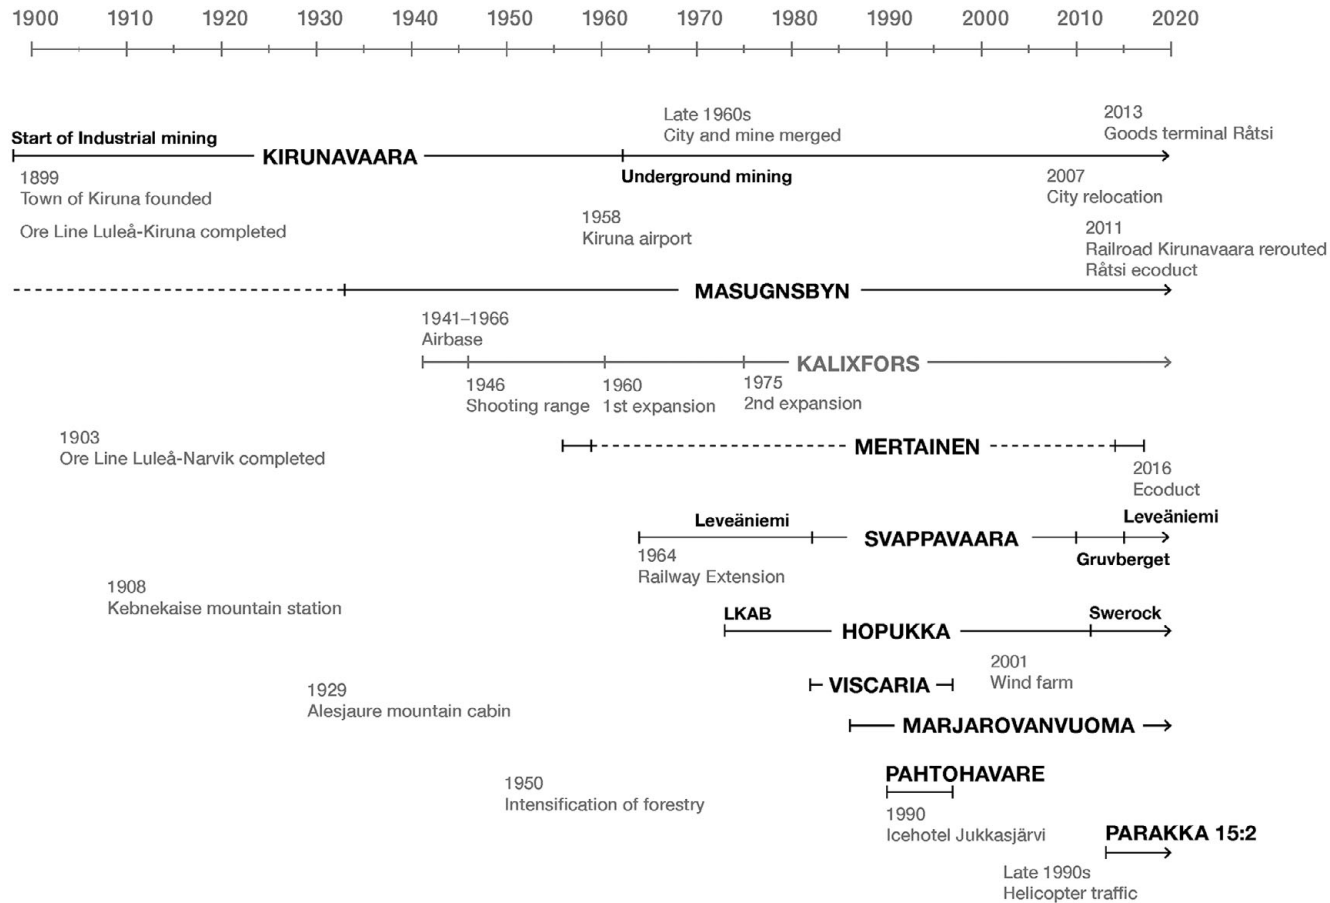 1900 1910 1920 1930 1940 1950 1960 1970 1980 1990 2000 2010 2020
Late 1960s
City and mine merged
2013
Goods terminal Råtsi
Start of Industrial mining
KIRUNAVAARA
Underground mining
1899
Town of Kiruna founded
Ore Line Luleå-Kiruna completed
1958
Kiruna airport
2007
City relocation
2011
Railroad Kirunavaara rerouted
Råtsi ecoduct
MASUGNSBYN
1941–1966
Airbase
KALIXFORS
1946
Shooting range
1960
1st expansion
1975
2nd expansion
1903
Ore Line Luleå-Narvik completed
MERTAINEN
2016
Ecoduct
Leveäniemi
SVAPPAVAARA
Leveäniemi
Gruvberget
1964
Railway Extension
1908
Kebnekaise mountain station
LKAB
HOPUKKA
Swerock
2001
Wind farm
VISCARIA
1929
Alesjaure mountain cabin
MARJAROVANVUOMA
PAHTOHAVARE
1950
Intensification of forestry
1990
Icehotel Jukkasjärvi
PARAKKA 15:2
Late 1990s
Helicopter traffic